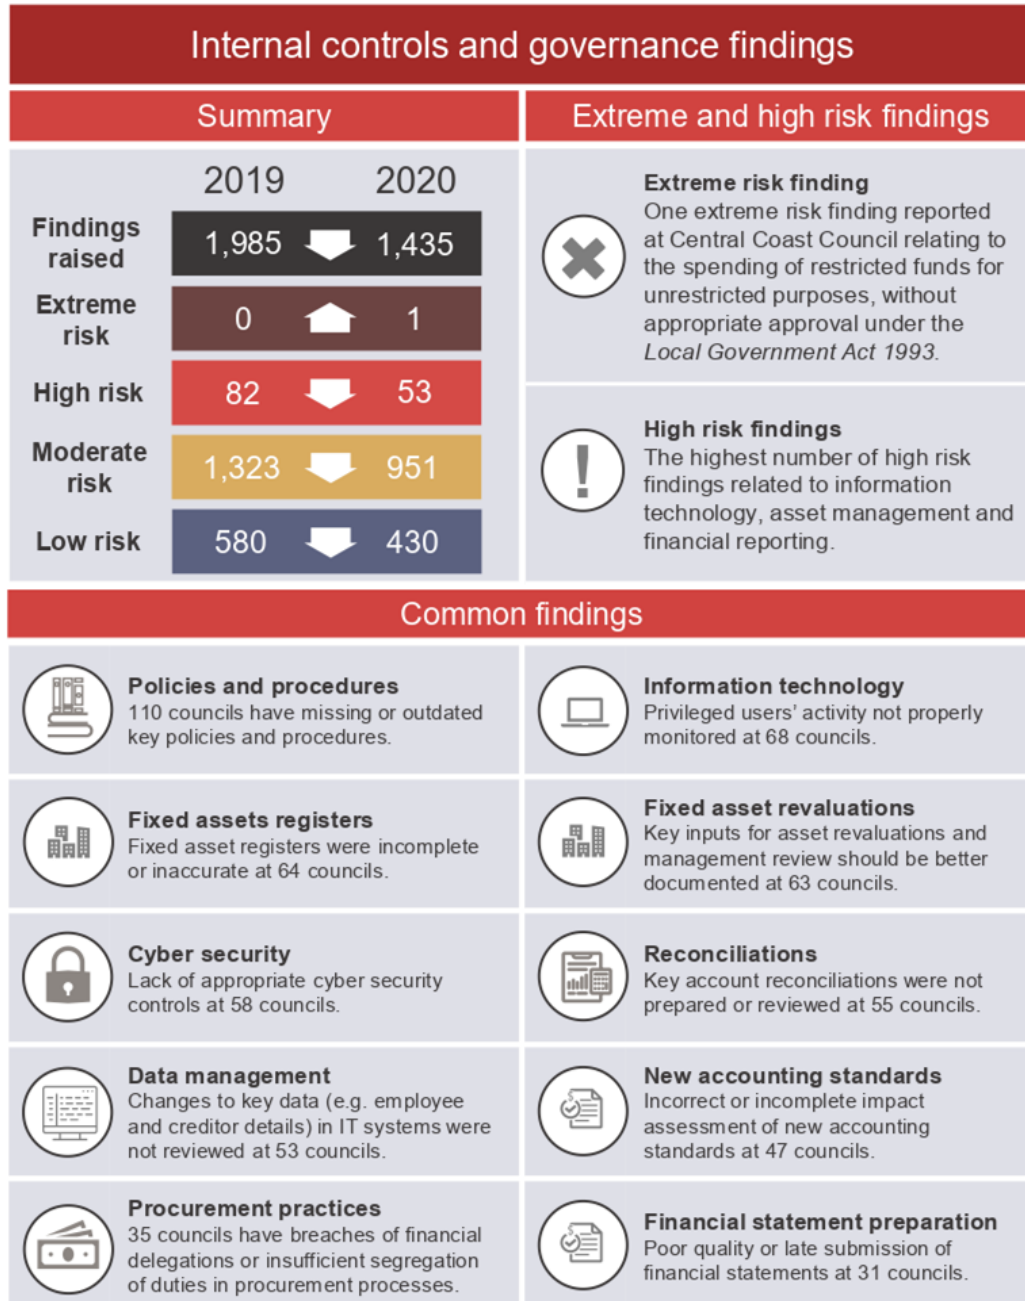 Internal controls and governance findings
Summary
2019 2020
Findings
raised
1,985 1,435
Extreme
risk
0 1
High risk
82 53
Moderate
risk
1,323 951
Low risk
580 430
Extreme and high risk findings
Extreme risk finding
One extreme risk finding reported
at Central Coast Council relating to
the spending of restricted funds for
unrestricted purposes, without
appropriate approval under the
Local Government Act 1993.
High risk findings
The highest number of high risk
findings related to information
technology, asset management and
financial reporting.
Common findings
Policies and procedures
110 councils have missing or outdated
key policies and procedures.
Information technology
Privileged users’ activity not properly
monitored at 68 councils.
Fixed assets registers
Fixed asset registers were incomplete
or inaccurate at 64 councils.
Fixed asset revaluations
Key inputs for asset revaluations and
management review should be better
documented at 63 councils.
Cyber security
Lack of appropriate cyber security
controls at 58 councils.
Reconciliations
Key account reconciliations were not
prepared or reviewed at 55 councils.
Data management
Changes to key data (e.g. employee
and creditor details) in IT systems were
not reviewed at 53 councils.
New accounting standards
Incorrect or incomplete impact
assessment of new accounting
standards at 47 councils.
Procurement practices
35 councils have breaches of financial
delegations or insufficient segregation
of duties in procurement processes.
Financial statement preparation
Poor quality or late submission of
financial statements at 31 councils.